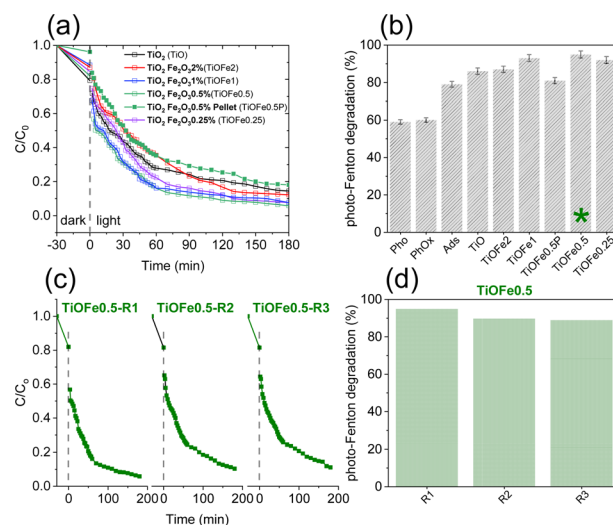 (a)
C/C₀
1.0
0.8
0.6
0.4
0.2
0.0
TiO₂ (TiO)
TiO₂ Fe₂O₃2%(TiOFe2)
TiO₂ Fe₂O₃1%(TiOFe1)
TiO₂ Fe₂O₃0.5%(TiOFe0.5)
TiO₂ Fe₂O₃0.5% Pellet (TiOFe0.5P)
TiO₂ Fe₂O₃0.25% (TiOFe0.25)
dark light
-30 0 30 60 90 120 150 180
Time (min)
(b)
photo-Fenton degradation (%)
100
80
60
40
20
0
*
Pho PhOx Ads TiO TiOFe2 TiOFe1 TiOFe0.5P TiOFe0.5 TiOFe0.25
(c)
TiOFe0.5-R1 TiOFe0.5-R2 TiOFe0.5-R3
C/C₀
1.0
0.8
0.6
0.4
0.2
0.0
0 100 200 0 100 200 0 100 200
Time (min)
(d)
TiOFe0.5
photo-Fenton degradation (%)
100
80
60
40
20
0
R1 R2 R3